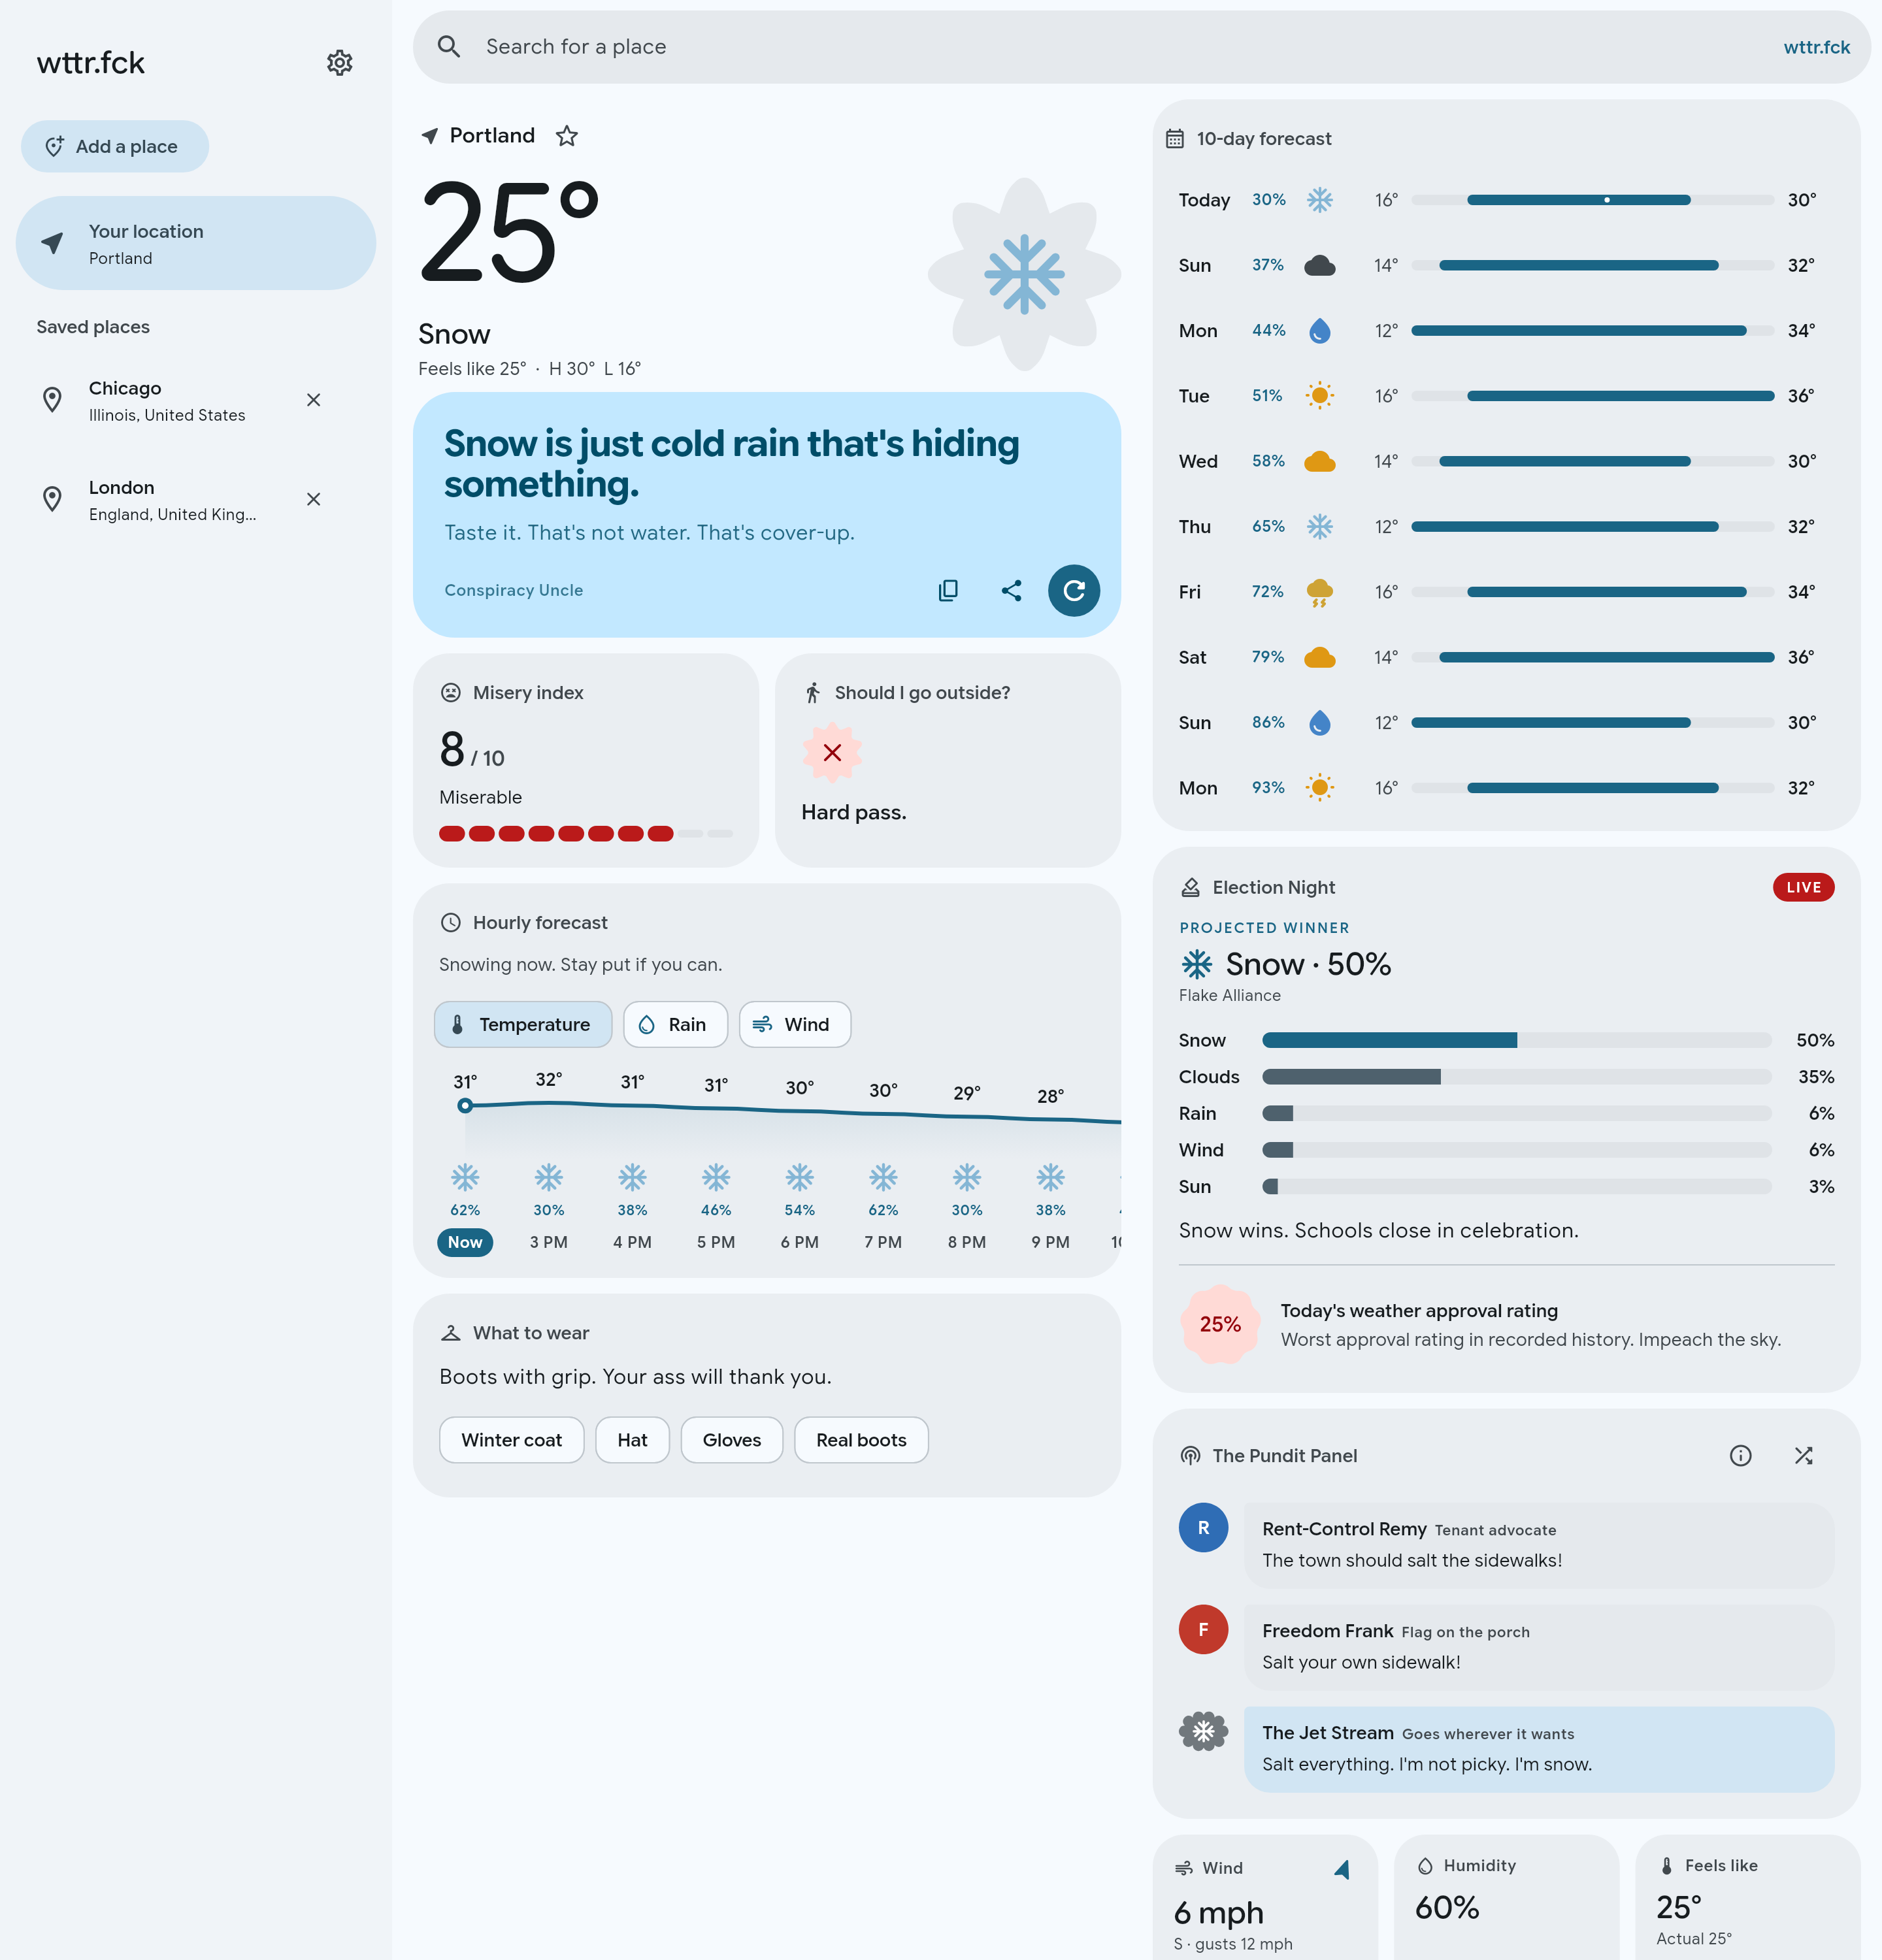 wttr.fck
Add a place
Your location
Portland
Saved places
Chicago
Illinois, United States
London
England, United King...
Search for a place
wttr.fck
Portland
25°
Snow
Feels like 25° · H 30° L 16°
Snow is just cold rain that's hiding
something.
Taste it. That's not water. That's cover-up.
Conspiracy Uncle
Misery index
8 / 10
Miserable
Should I go outside?
Hard pass.
Hourly forecast
Snowing now. Stay put if you can.
Temperature Rain Wind
31° 32° 31° 31° 30° 30° 29° 28°
62% 30% 38% 46% 54% 62% 30% 38%
Now 3 PM 4 PM 5 PM 6 PM 7 PM 8 PM 9 PM
What to wear
Boots with grip. Your ass will thank you.
Winter coat Hat Gloves Real boots
10-day forecast
Today 30% 16° 30°
Sun 37% 14° 32°
Mon 44% 12° 34°
Tue 51% 16° 36°
Wed 58% 14° 30°
Thu 65% 12° 32°
Fri 72% 16° 34°
Sat 79% 14° 36°
Sun 86% 12° 30°
Mon 93% 16° 32°
Election Night LIVE
PROJECTED WINNER
Snow · 50%
Flake Alliance
Snow 50%
Clouds 35%
Rain 6%
Wind 6%
Sun 3%
Snow wins. Schools close in celebration.
25%
Today's weather approval rating
Worst approval rating in recorded history. Impeach the sky.
The Pundit Panel
R
Rent-Control Remy Tenant advocate
The town should salt the sidewalks!
F
Freedom Frank Flag on the porch
Salt your own sidewalk!
The Jet Stream Goes wherever it wants
Salt everything. I'm not picky. I'm snow.
Wind
6 mph
S · gusts 12 mph
Humidity
60%
Feels like
25°
Actual 25°